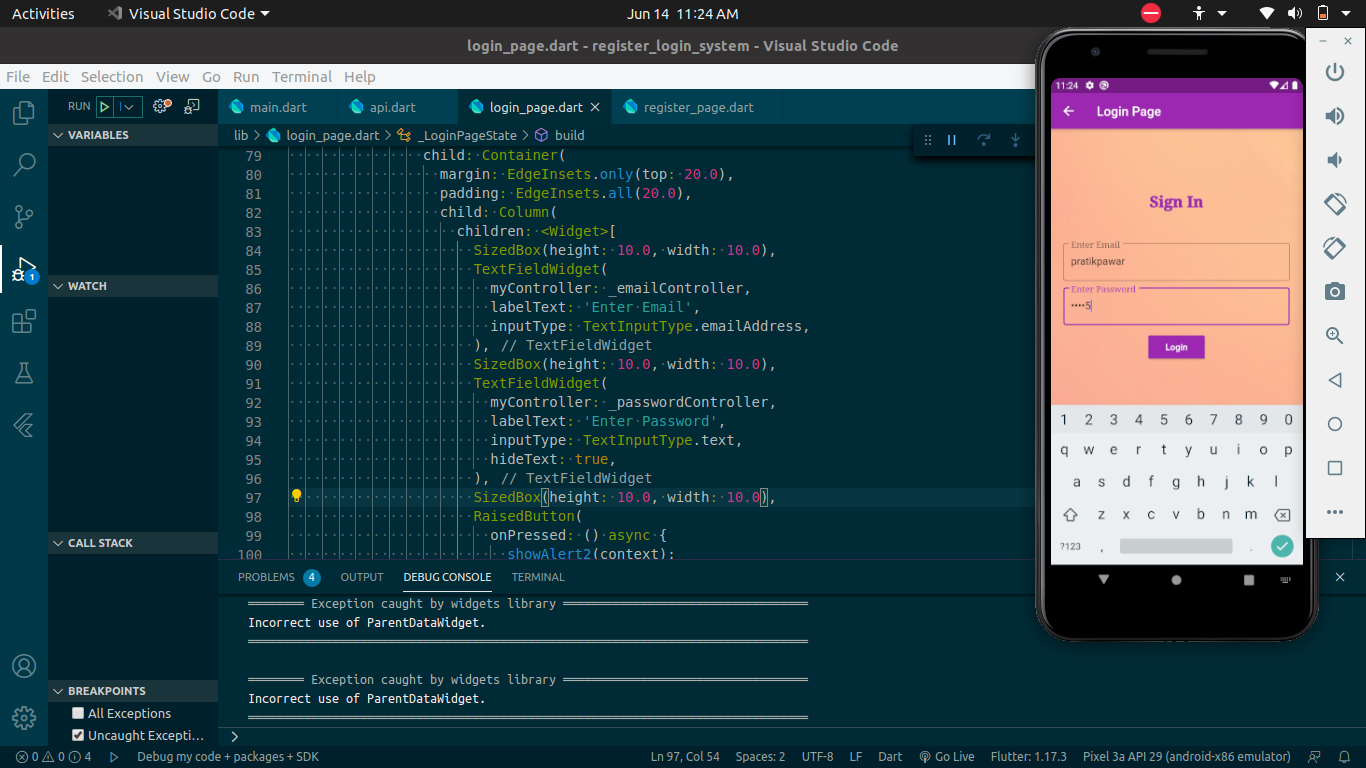 Activities Visual Studio Code Jun 14 11:24 AM
login_page.dart - register_login_system - Visual Studio Code
File Edit Selection View Go Run Terminal Help
RUN
main.dart api.dart login_page.dart register_page.dart
VARIABLES
lib > login_page.dart > _LoginPageState > build
79 child: Container(
80 margin: EdgeInsets.only(top: 20.0),
81 padding: EdgeInsets.all(20.0),
82 child: Column(
83 children: <Widget>[
84 SizedBox(height: 10.0, width: 10.0),
85 TextFieldWidget(
86 myController: _emailController,
87 labelText: 'Enter Email',
88 inputType: TextInputType.emailAddress,
89 ), // TextFieldWidget
90 SizedBox(height: 10.0, width: 10.0),
91 TextFieldWidget(
92 myController: _passwordController,
93 labelText: 'Enter Password',
94 inputType: TextInputType.text,
95 hideText: true,
96 ), // TextFieldWidget
97 SizedBox(height: 10.0, width: 10.0),
98 RaisedButton(
99 onPressed: () async {
100 showAlert2(context);
WATCH
CALL STACK
BREAKPOINTS
All Exceptions
Uncaught Excepti...
1
PROBLEMS 4 OUTPUT DEBUG CONSOLE TERMINAL
════════ Exception caught by widgets library ═══════════════════════════════════
Incorrect use of ParentDataWidget.
════════════════════════════════════════════════════════════════════════════════
════════ Exception caught by widgets library ═══════════════════════════════════
Incorrect use of ParentDataWidget.
════════════════════════════════════════════════════════════════════════════════
>
0 0 4 Debug my code + packages + SDK Ln 97, Col 54 Spaces: 2 UTF-8 LF Dart Go Live Flutter: 1.17.3 Pixel 3a API 29 (android-x86 emulator)
11:24
Login Page
Sign In
Enter Email
pratikpawar
Enter Password
••••5
Login
1 2 3 4 5 6 7 8 9 0
q w e r t y u i o p
a s d f g h j k l
z x c v b n m
?123 , .